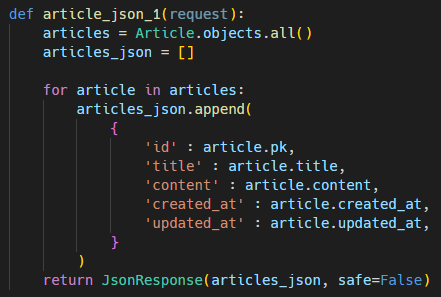 def article_json_1(request):
    articles = Article.objects.all()
    articles_json = []

    for article in articles:
        articles_json.append(
            {
                'id' : article.pk,
                'title' : article.title,
                'content' : article.content,
                'created_at' : article.created_at,
                'updated_at' : article.updated_at,
            }
        )
    return JsonResponse(articles_json, safe=False)